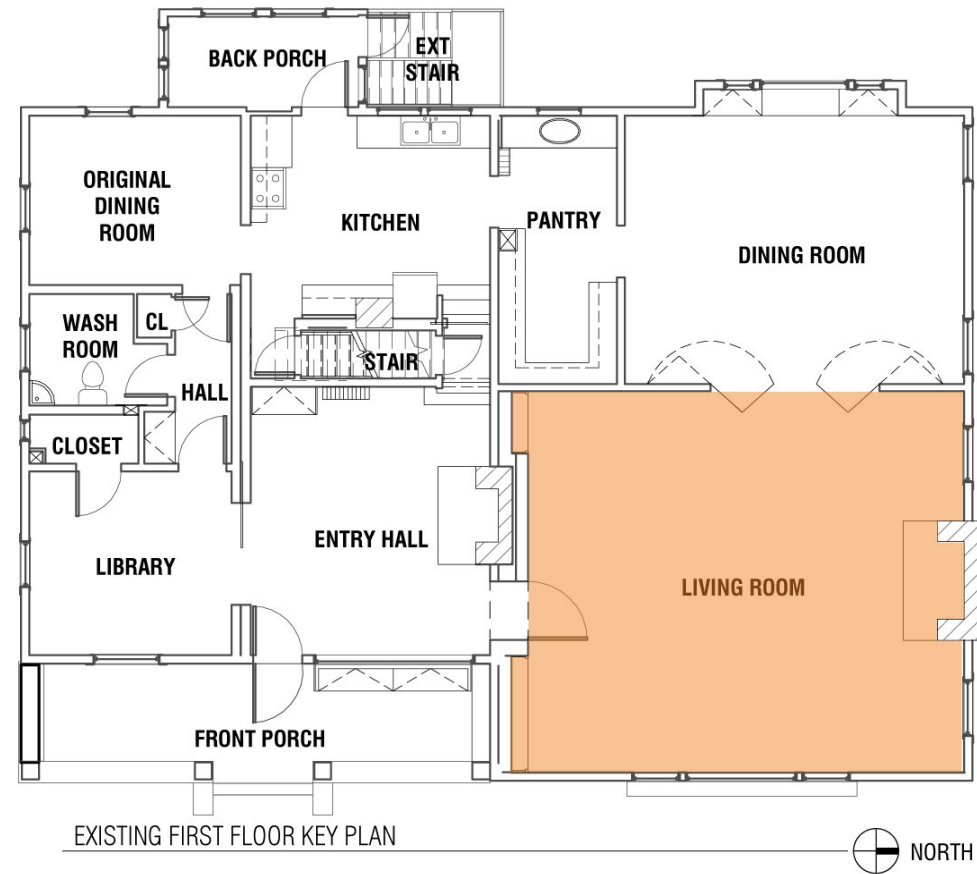 BACK PORCH
EXT
STAIR
ORIGINAL
DINING
ROOM
KITCHEN
PANTRY
DINING ROOM
WASH
ROOM
CL
STAIR
HALL
CLOSET
LIBRARY
ENTRY HALL
LIVING ROOM
FRONT PORCH
EXISTING FIRST FLOOR KEY PLAN
NORTH